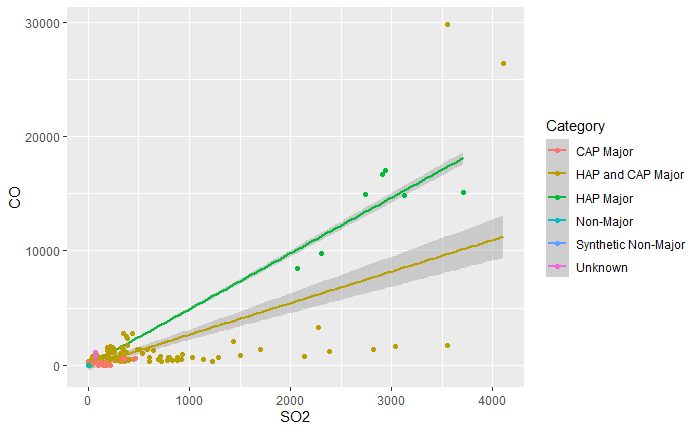 30000
20000
10000
0
CO
0
1000
2000
3000
4000
SO2
Category
CAP Major
HAP and CAP Major
HAP Major
Non-Major
Synthetic Non-Major
Unknown